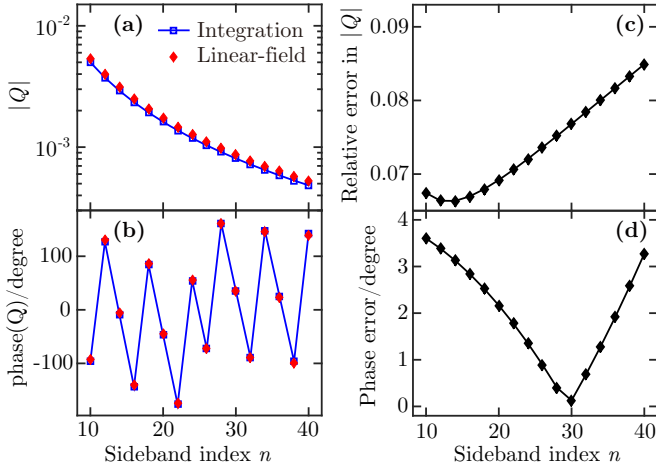 (a)
Integration
Linear-field
10^-2
10^-3
|Q|
(b)
100
0
-100
phase(Q)/degree
10
20
30
40
Sideband index n
(c)
0.09
0.08
0.07
Relative error in |Q|
(d)
4
3
2
1
0
Phase error/degree
10
20
30
40
Sideband index n